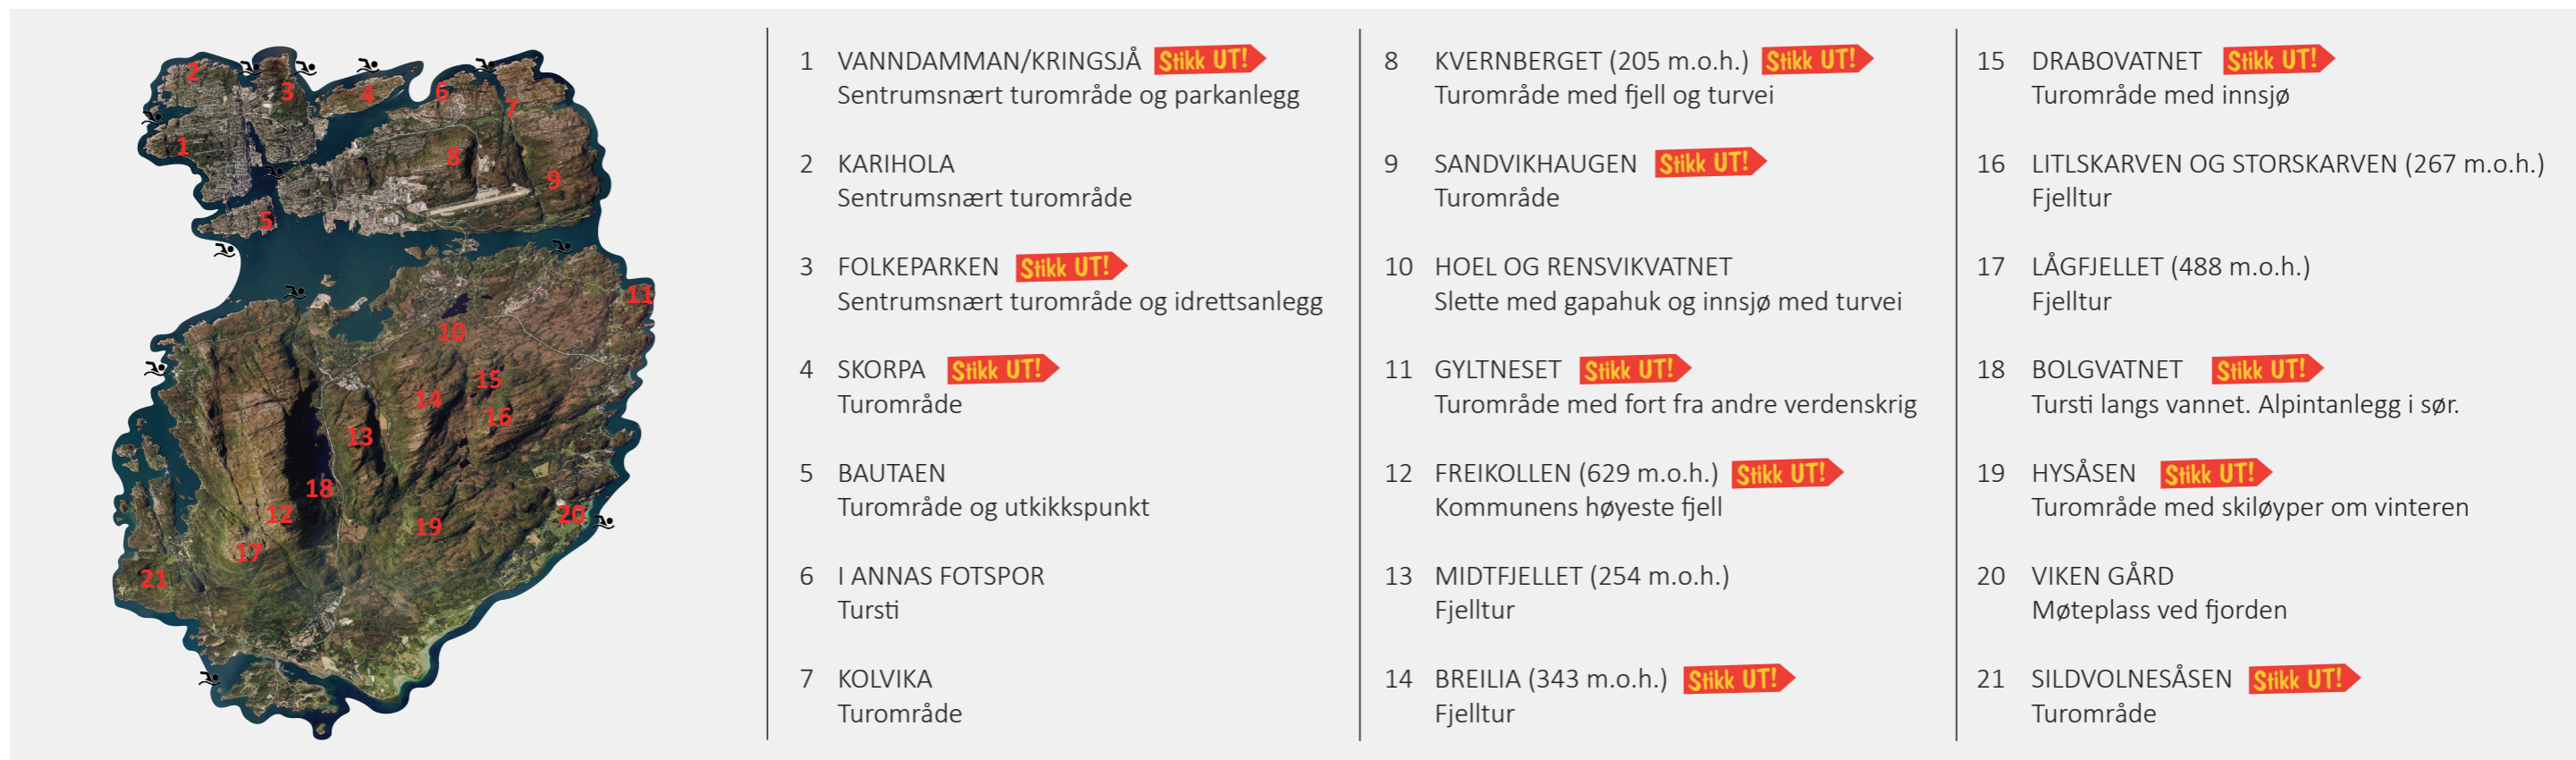 2
3
4
6
7
1
8
9
5
11
10
15
14
16
13
18
12
20
19
17
21
1 VANNDAMMAN/KRINGSJÅ Stikk UT!
Sentrumsnært turområde og parkanlegg
2 KARIHOLA
Sentrumsnært turområde
3 FOLKEPARKEN Stikk UT!
Sentrumsnært turområde og idrettsanlegg
4 SKORPA Stikk UT!
Turområde
5 BAUTAEN
Turområde og utkikkspunkt
6 I ANNAS FOTSPOR
Tursti
7 KOLVIKA
Turområde
8 KVERNBERGET (205 m.o.h.) Stikk UT!
Turområde med fjell og turvei
9 SANDVIKHAUGEN Stikk UT!
Turområde
10 HOEL OG RENSVIKVATNET
Slette med gapahuk og innsjø med turvei
11 GYLTNESET Stikk UT!
Turområde med fort fra andre verdenskrig
12 FREIKOLLEN (629 m.o.h.) Stikk UT!
Kommunens høyeste fjell
13 MIDTFJELLET (254 m.o.h.)
Fjelltur
14 BREILIA (343 m.o.h.) Stikk UT!
Fjelltur
15 DRABOVATNET Stikk UT!
Turområde med innsjø
16 LITLSKARVEN OG STORSKARVEN (267 m.o.h.)
Fjelltur
17 LÅGFJELLET (488 m.o.h.)
Fjelltur
18 BOLGVATNET Stikk UT!
Tursti langs vannet. Alpintanlegg i sør.
19 HYSÅSEN Stikk UT!
Turområde med skiløyper om vinteren
20 VIKEN GÅRD
Møteplass ved fjorden
21 SILDVOLNESÅSEN Stikk UT!
Turområde